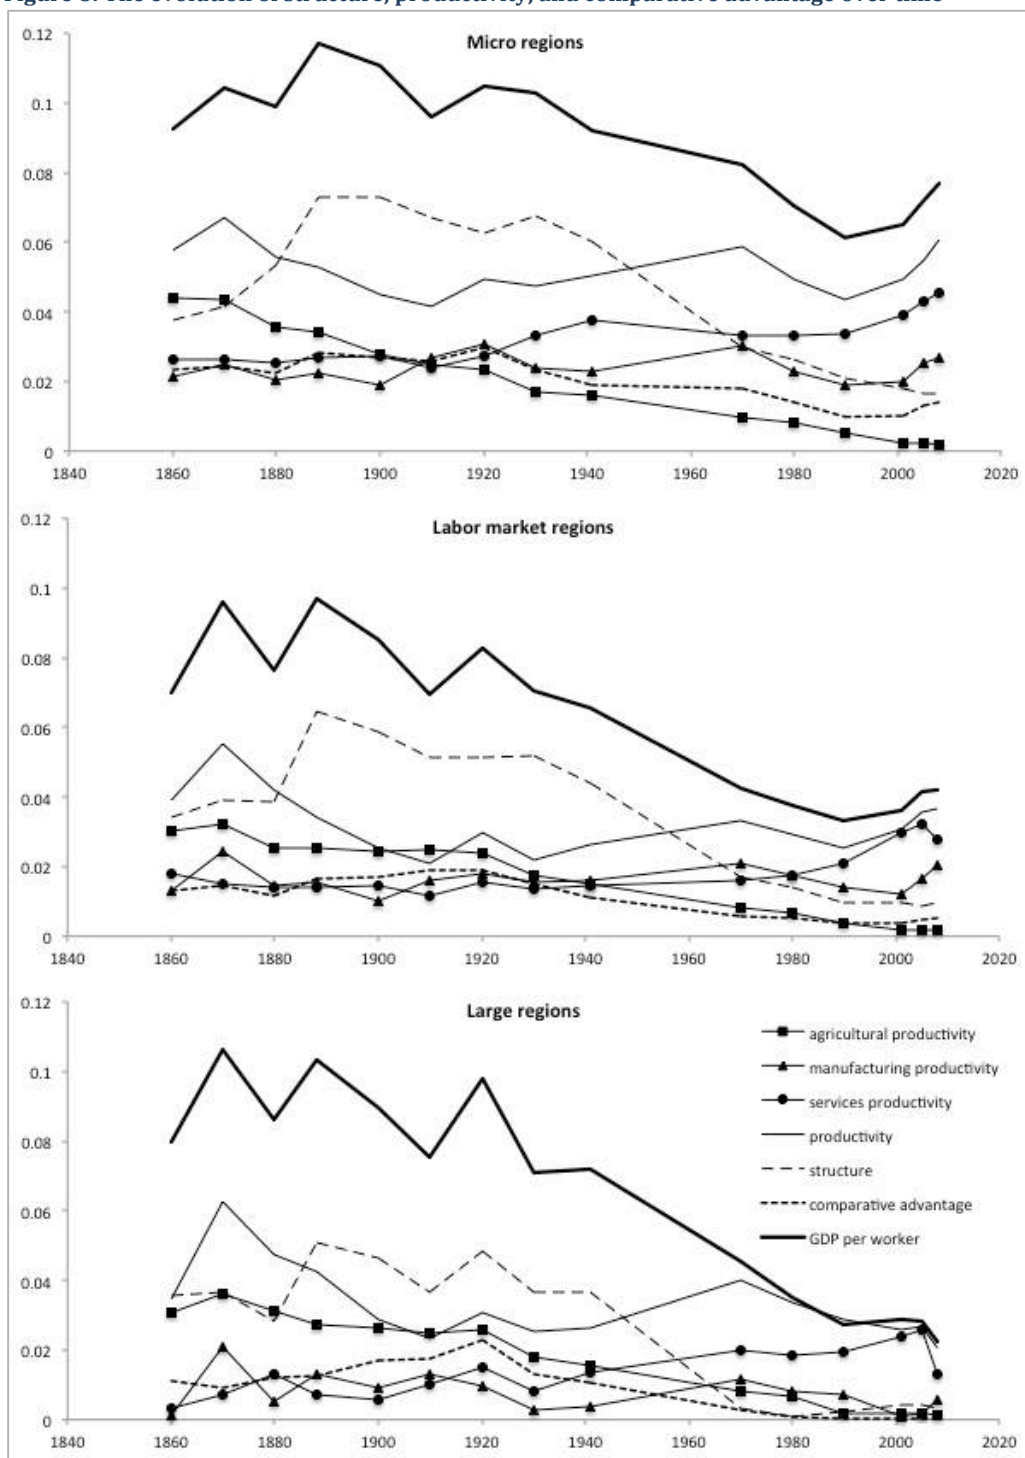 Figure 3. The evolution of structure, productivity, and comparative advantage over time
Micro regions
0.12
0.1
0.08
0.06
0.04
0.02
0
1840 1860 1880 1900 1920 1940 1960 1980 2000 2020
Labor market regions
0.12
0.1
0.08
0.06
0.04
0.02
0
1840 1860 1880 1900 1920 1940 1960 1980 2000 2020
Large regions
0.12
0.1
0.08
0.06
0.04
0.02
0
agricultural productivity
manufacturing productivity
services productivity
productivity
structure
comparative advantage
GDP per worker
1840 1860 1880 1900 1920 1940 1960 1980 2000 2020